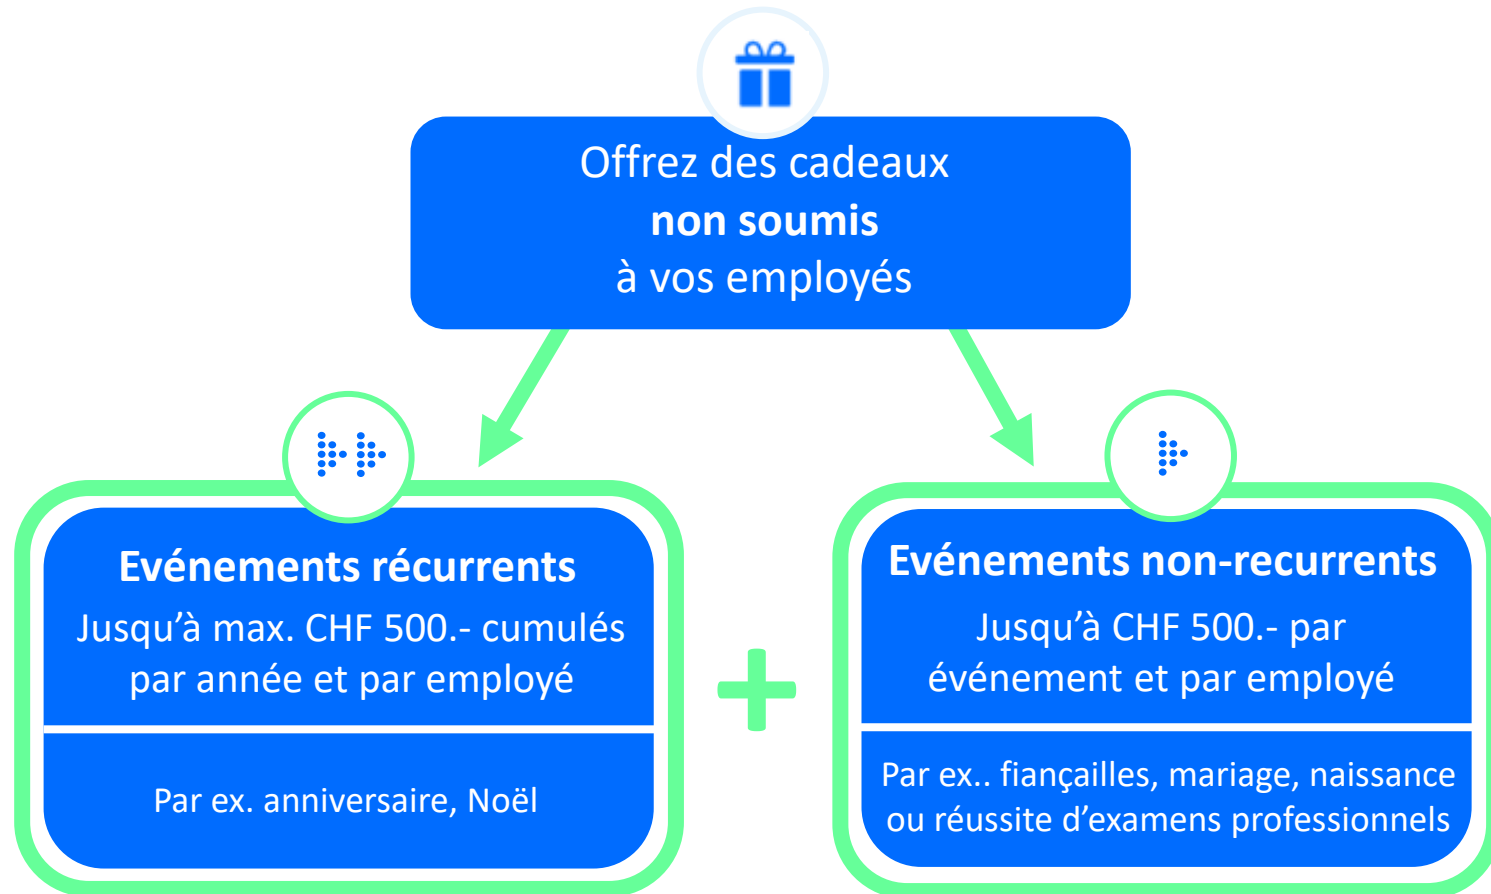 Offrez des cadeaux
non soumis
à vos employés
Evénements récurrents
Jusqu’à max. CHF 500.- cumulés
par année et par employé
Par ex. anniversaire, Noël
+
Evénements non-recurrents
Jusqu’à CHF 500.- par
événement et par employé
Par ex.. fiançailles, mariage, naissance
ou réussite d’examens professionnels